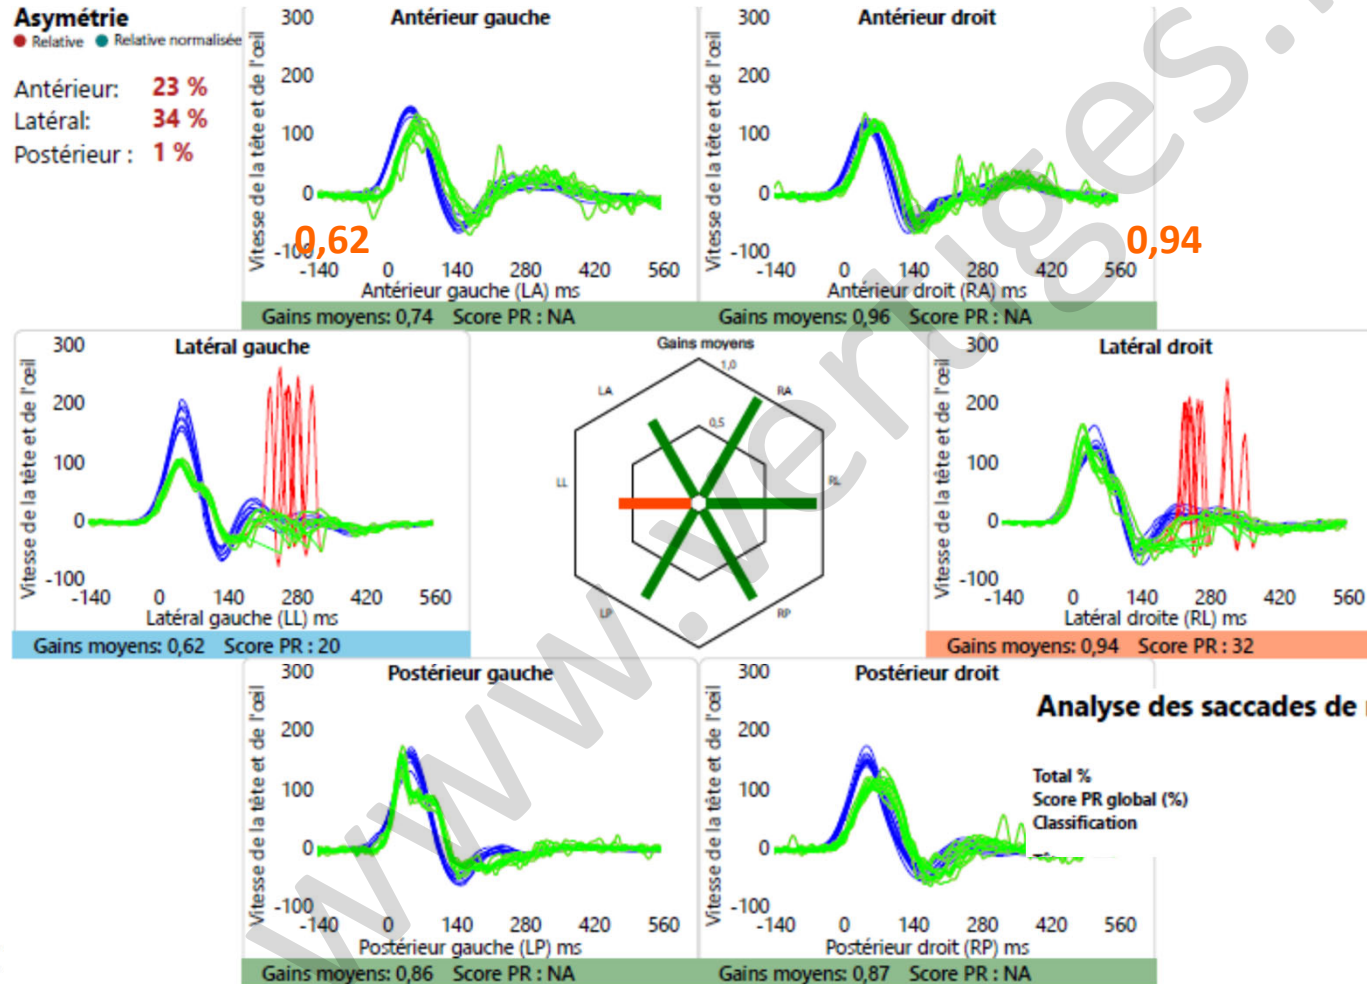 Asymétrie
Relative Relative normalisée
Antérieur: 23 %
Latéral: 34 %
Postérieur : 1 %
Antérieur gauche
Vitesse de la tête et de l'œil
300
200
100
0
-100
0,62
-140 0 140 280 420 560
Antérieur gauche (LA) ms
Gains moyens: 0,74 Score PR : NA
Antérieur droit
Vitesse de la tête et de l'œil
300
200
100
0
-100
0,94
-140 0 140 280 420 560
Antérieur droit (RA) ms
Gains moyens: 0,96 Score PR : NA
Latéral gauche
Vitesse de la tête et de l'œil
300
200
100
0
-100
-140 0 140 280 420 560
Latéral gauche (LL) ms
Gains moyens: 0,62 Score PR : 20
Gains moyens
1,0
LA RA
0,5
LL RL
LP RP
Latéral droit
Vitesse de la tête et de l'œil
300
200
100
0
-100
-140 0 140 280 420 560
Latéral droite (RL) ms
Gains moyens: 0,94 Score PR : 32
Postérieur gauche
Vitesse de la tête et de l'œil
300
200
100
0
-100
-140 0 140 280 420 560
Postérieur gauche (LP) ms
Gains moyens: 0,86 Score PR : NA
Postérieur droit
Vitesse de la tête et de l'œil
300
200
100
0
-100
-140 0 140 280 420 560
Postérieur droit (RP) ms
Gains moyens: 0,87 Score PR : NA
Analyse des saccades de
Total %
Score PR global (%)
Classification
www.vertiges.